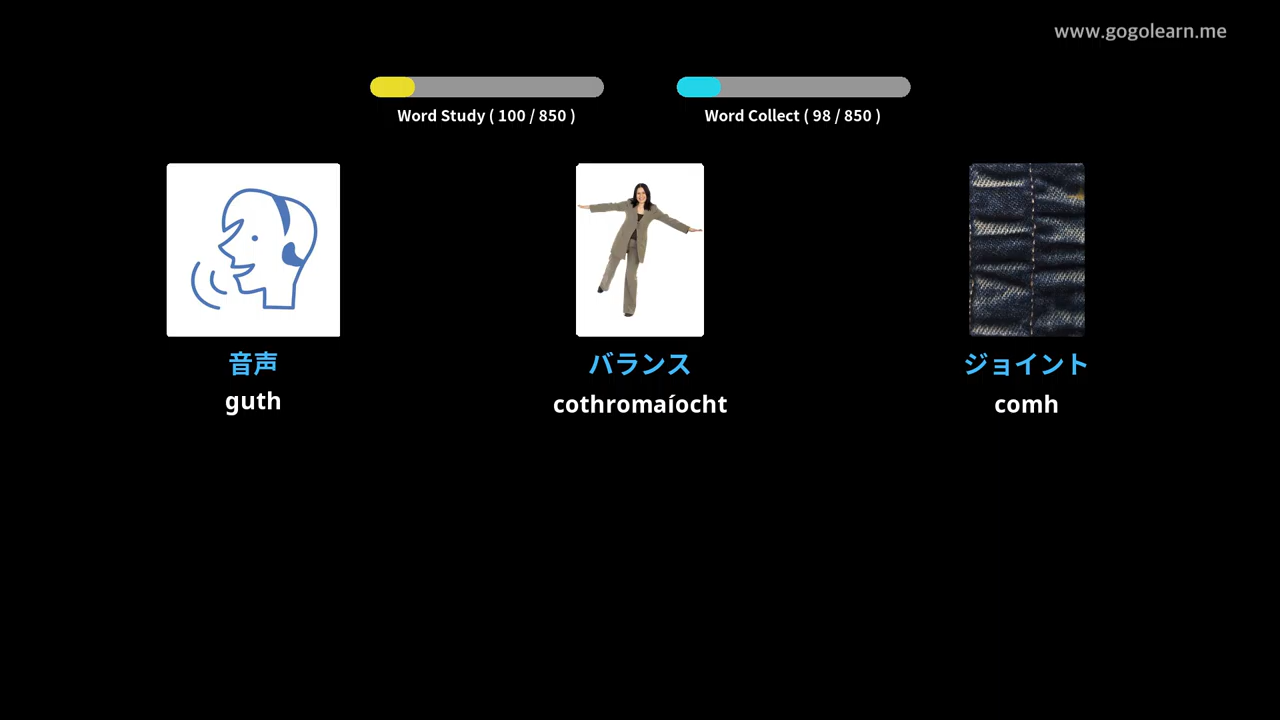 www.gogolearn.me
Word Study ( 100 / 850 )
Word Collect ( 98 / 850 )
音声
guth
バランス
cothromaíocht
ジョイント
comh